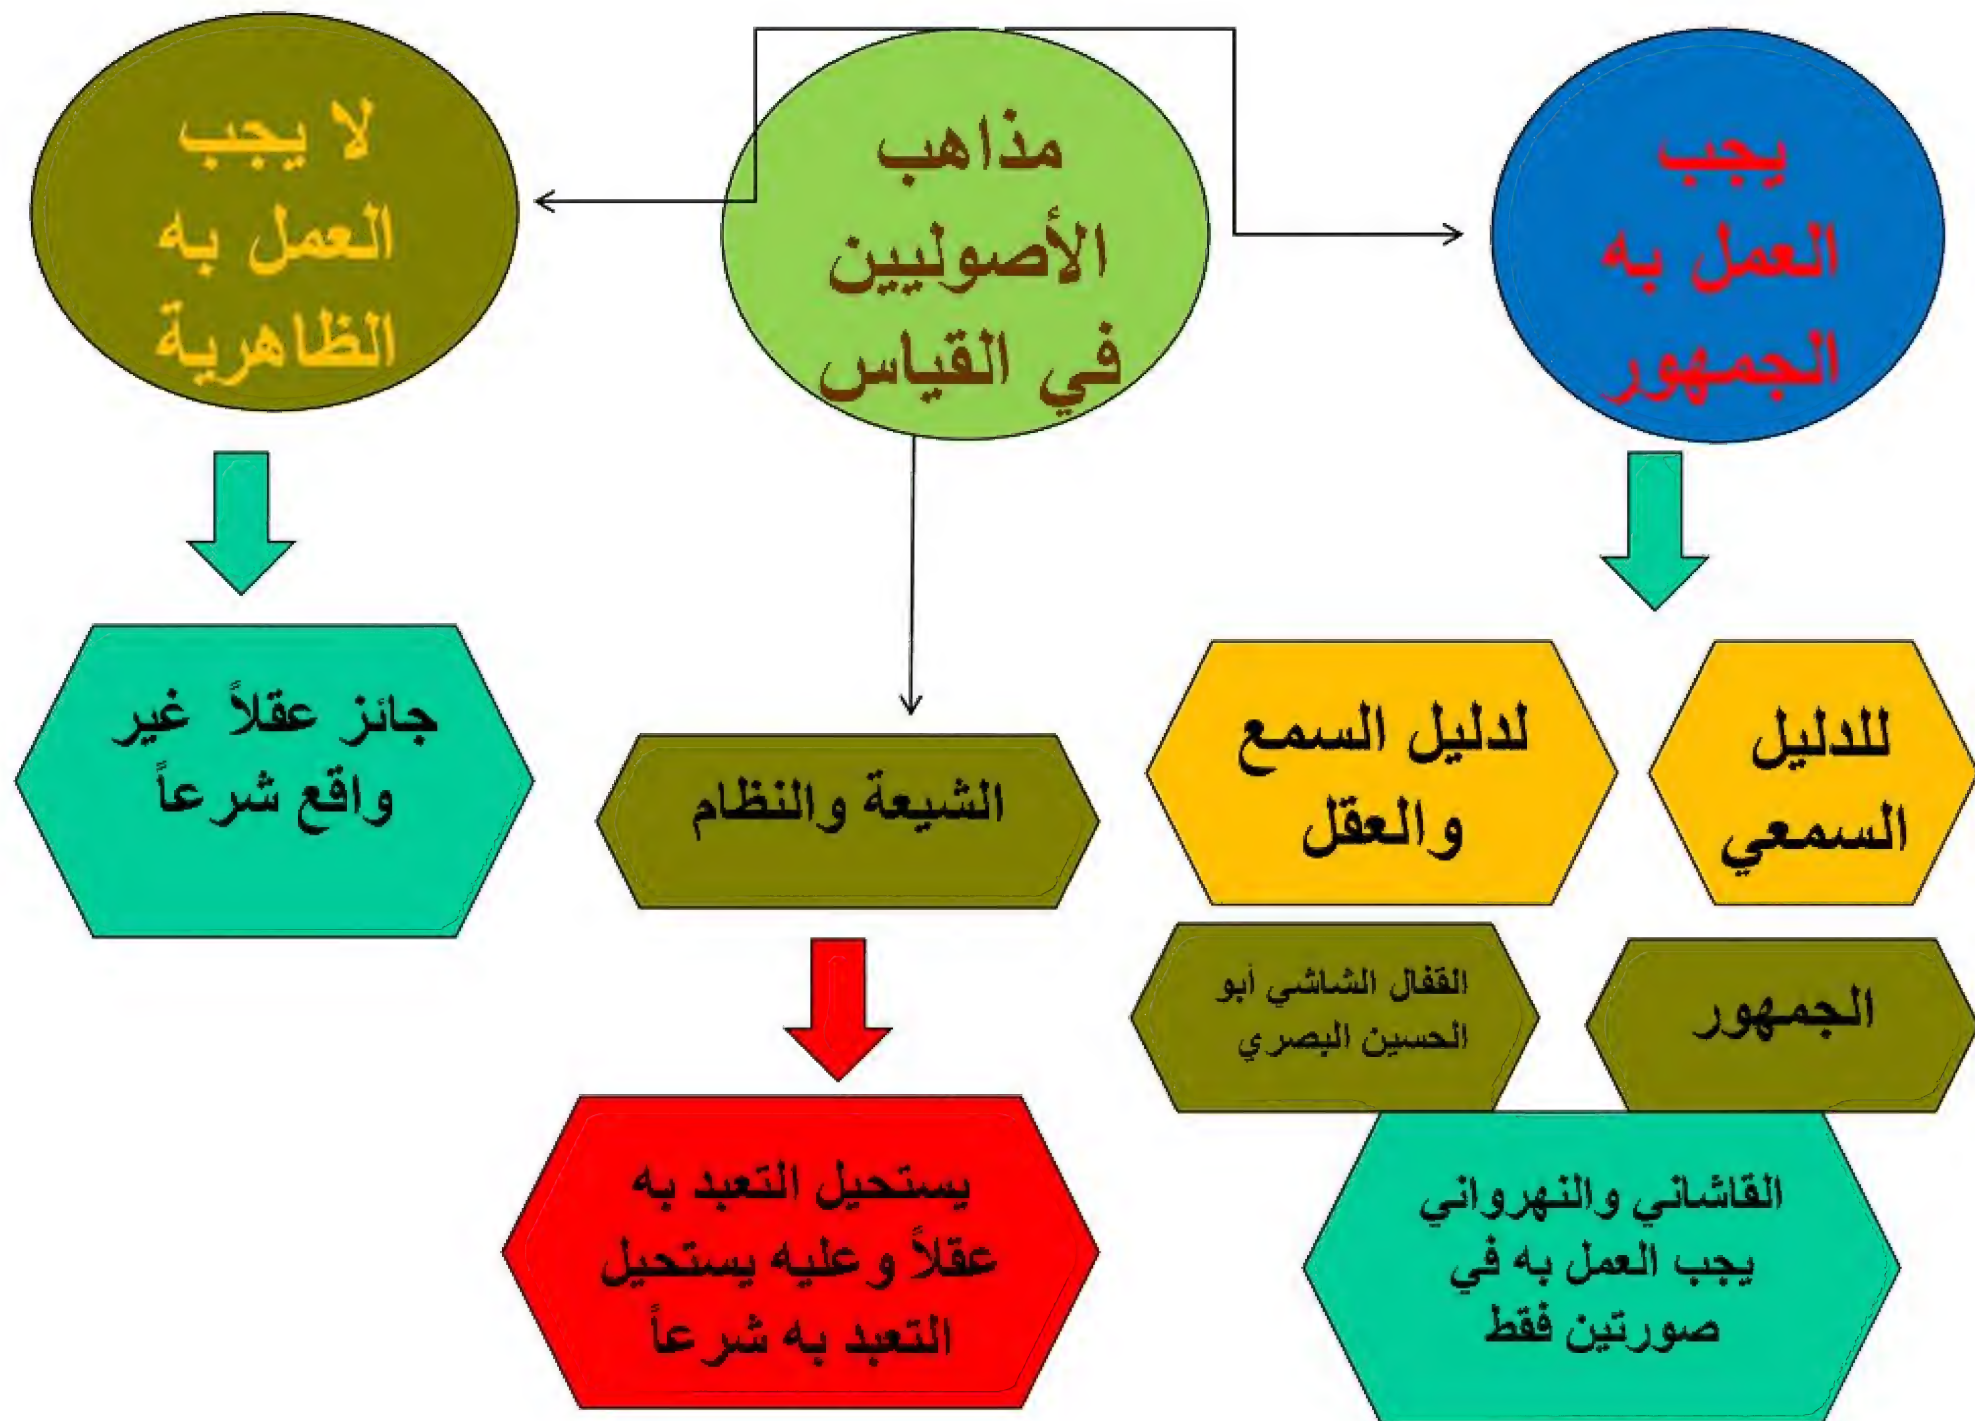 مذاهب
الأصوليين
في القياس
يجب
العمل به
الجمهور
لا يجب
العمل به
الظاهرية
للدليل
السمعي
لدليل السمع
والعقل
الجمهور
القفال الشاشي أبو
الحسين البصري
القاشاني والنهرواني
يجب العمل به في
صورتين فقط
الشيعة والنظام
يستحيل التعبد به
عقلاً وعليه يستحيل
التعبد به شرعاً
جائز عقلاً غير
واقع شرعاً